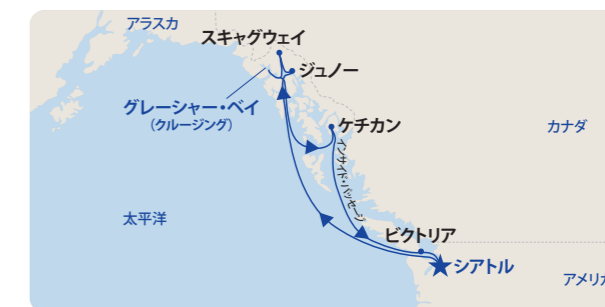 アラスカ
スキャグウェイ
ジュノー
グレーシャー・ベイ
(クルージング)
ケチカン
カナダ
インサイド・パッセージ
太平洋
ビクトリア
シアトル
アメリカ